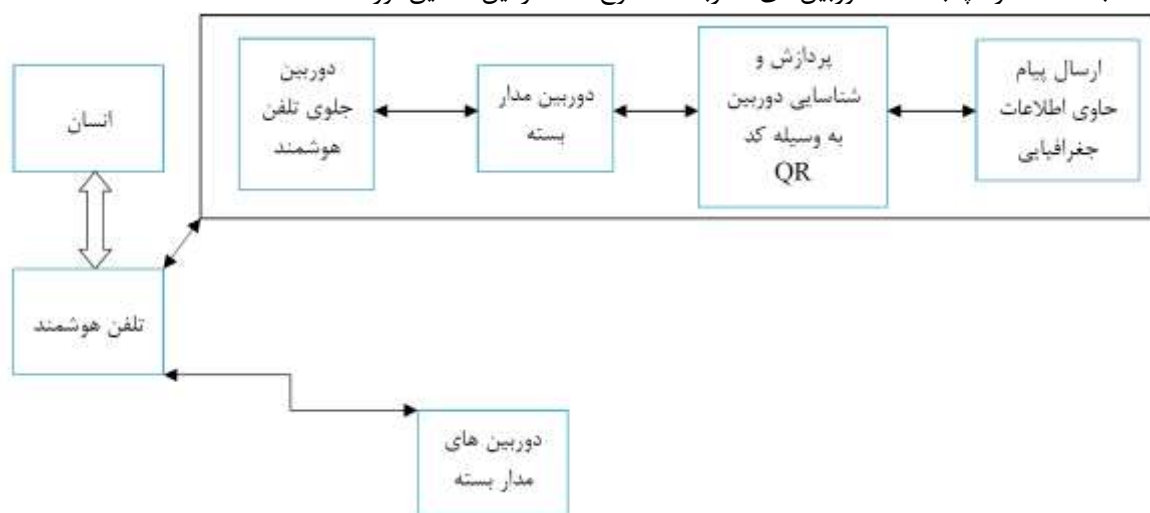 انسان
دوربین
جلوی تلفن
هوشمند
دوربین مدار
بسته
پردازش و
شناسایی دوربین
به وسیله کد
QR
ارسال پیام
حاوی اطلاعات
جغرافیایی
تلفن هوشمند
دوربین های
مدار بسته